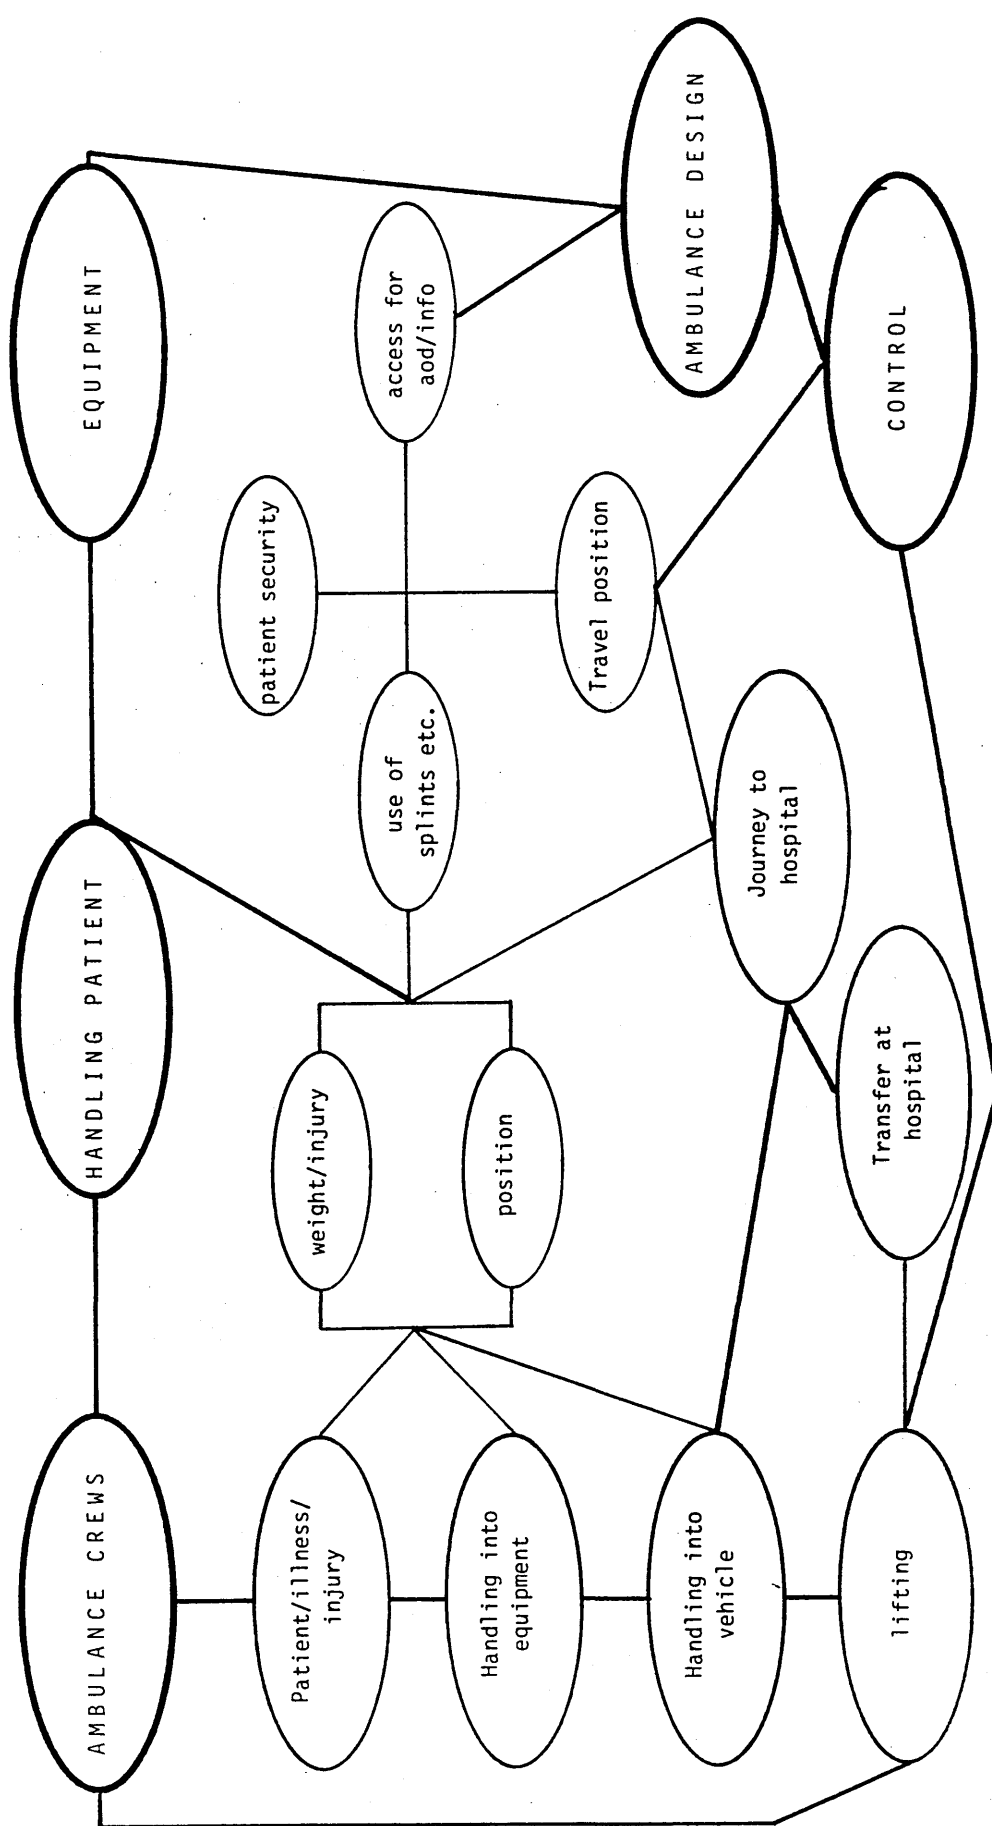 AMBULANCE CREWS
HANDLING PATIENT
EQUIPMENT
patient security
Patient/illness/
injury
weight/injury
use of
splints etc.
access for
aod/info
Handling into
equipment
position
Travel position
AMBULANCE DESIGN
Handling into
vehicle
Journey to
hospital
lifting
Transfer at
hospital
CONTROL